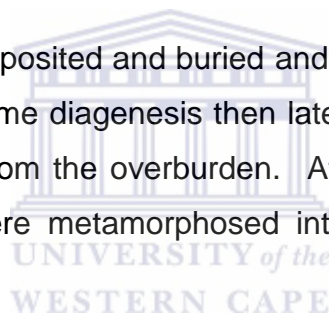 posited and buried and
me diagenesis then late
om the overburden. A
ere metamorphosed int
UNIVERSITY of the
WESTERN CAPE